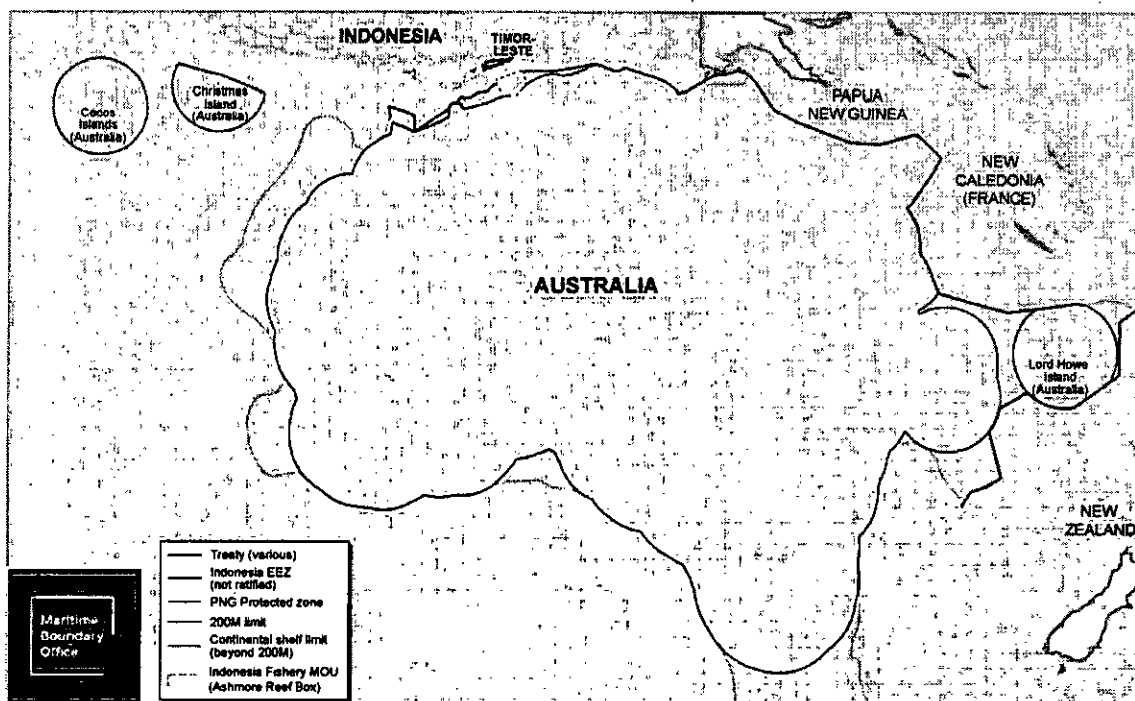 INDONESIA
TIMOR-
LESTE
Cocos
Islands
(Australia)
Christmas
Island
(Australia)
PAPUA
NEW GUINEA
NEW
CALEDONIA
(FRANCE)
AUSTRALIA
Lord Howe
Island
(Australia)
NEW
ZEALAND
Treaty (various)
Indonesia EEZ
(not ratified)
PNG Protected zone
200M limit
Continental shelf limit
(beyond 200M)
Indonesia Fishery MOU
(Ashmore Reef Box)
Maritime
Boundary
Office